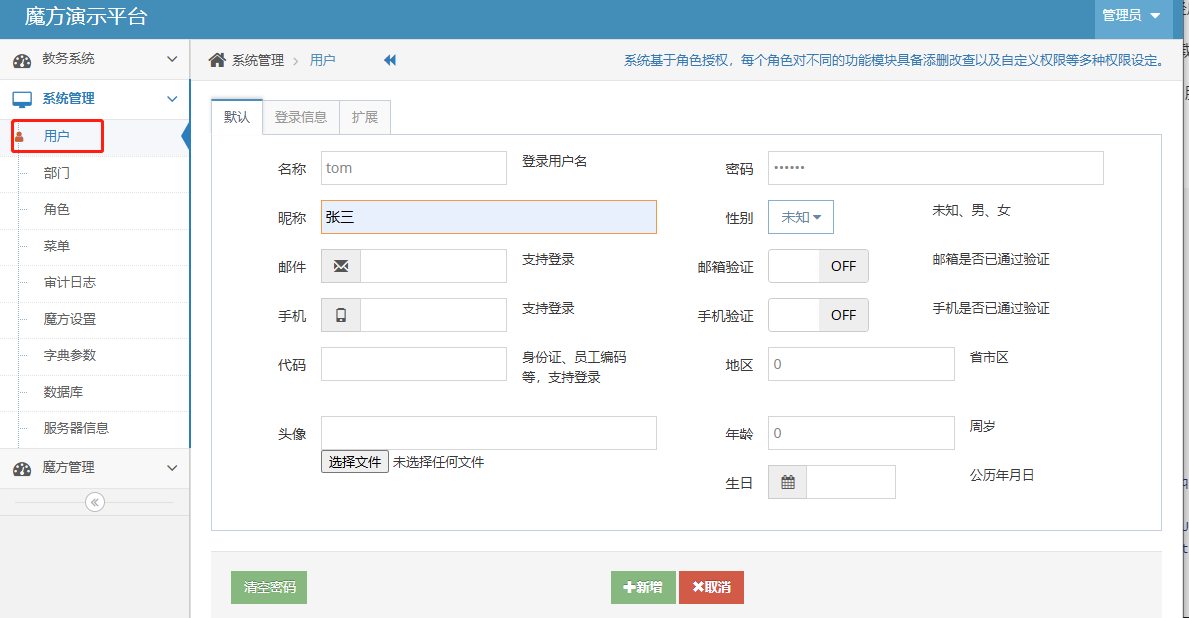 魔方演示平台
管理员
教务系统
系统管理
用户
部门
角色
菜单
审计日志
魔方设置
字典参数
数据库
服务器信息
魔方管理
系统管理 > 用户
系统基于角色授权，每个角色对不同的功能模块具备添删改查以及自定义权限等多种权限设定。
默认 登录信息 扩展
名称 tom 登录用户名 密码 ••••••
昵称 张三 性别 未知 未知、男、女
邮件 支持登录 邮箱验证 OFF 邮箱是否已通过验证
手机 支持登录 手机验证 OFF 手机是否已通过验证
代码 身份证、员工编码
等，支持登录 地区 0 省市区
头像 年龄 0 周岁
选择文件 未选择任何文件
生日 公历年月日
清空密码 新增 取消